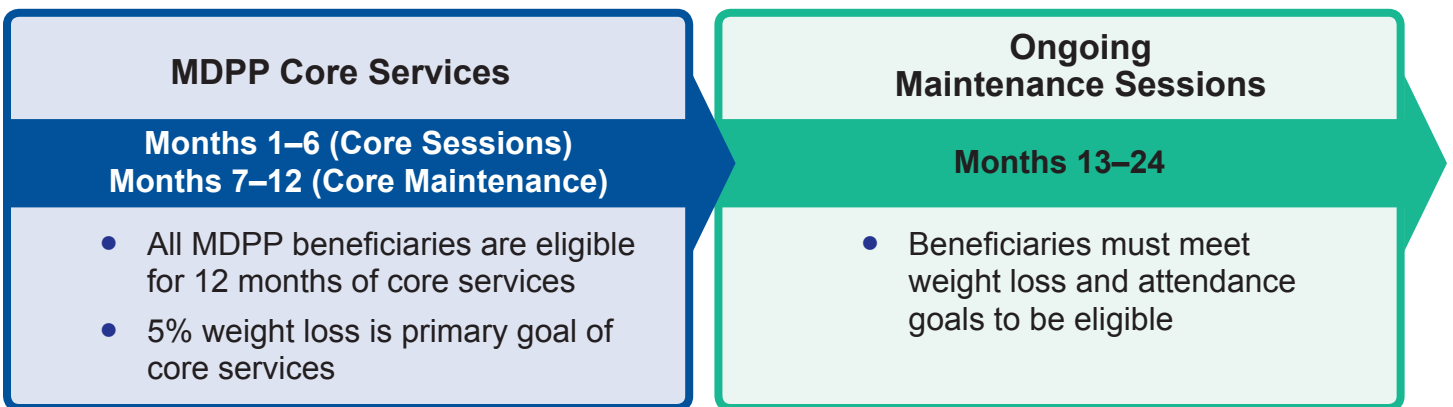 MDPP Core Services
Months 1–6 (Core Sessions)
Months 7–12 (Core Maintenance)
• All MDPP beneficiaries are eligible
for 12 months of core services
• 5% weight loss is primary goal of
core services
Ongoing
Maintenance Sessions
Months 13–24
• Beneficiaries must meet
weight loss and attendance
goals to be eligible